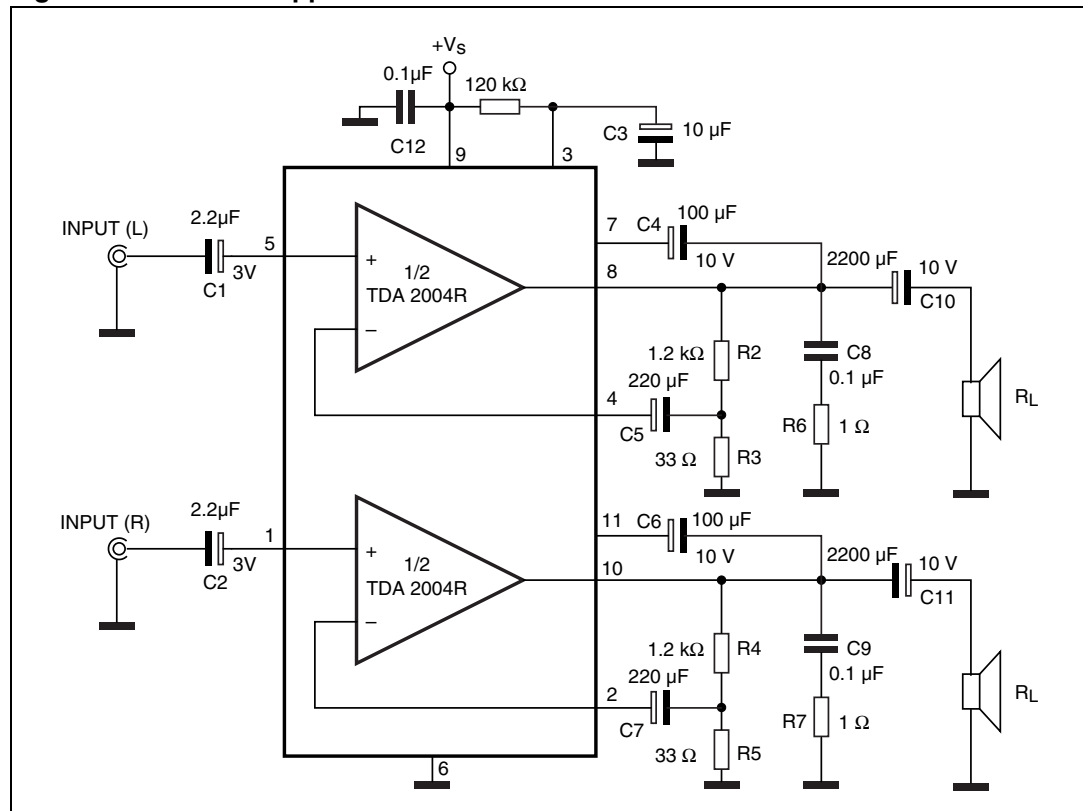 +VS
0.1µF
120 kΩ
C3
10 µF
C12
9
3
INPUT (L)
2.2µF
5
3V
C1
+
1/2
TDA 2004R
–
7
C4
100 µF
10 V
8
2200 µF
10 V
C10
1.2 kΩ
R2
C8
0.1 µF
220 µF
4
C5
R6
1 Ω
RL
33 Ω
R3
INPUT (R)
2.2µF
1
3V
C2
+
1/2
TDA 2004R
–
11
C6
100 µF
10 V
10
2200 µF
10 V
C11
1.2 kΩ
R4
C9
0.1 µF
220 µF
2
C7
R7
1 Ω
RL
33 Ω
R5
6